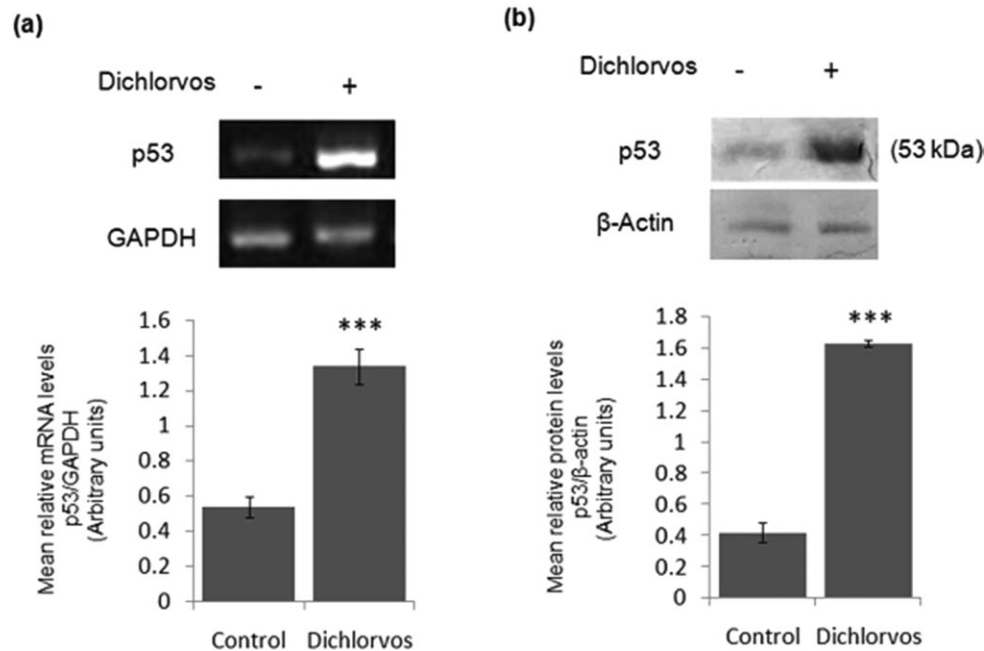 (a)
Dichlorvos - +
p53
GAPDH
Mean relative mRNA levels
p53/GAPDH
(Arbitrary units)
1.6
1.4
1.2
1
0.8
0.6
0.4
0.2
0
***
Control Dichlorvos
(b)
Dichlorvos - +
p53 (53 kDa)
β-Actin
Mean relative protein levels
p53/β-actin
(Arbitrary units)
1.8
1.6
1.4
1.2
1
0.8
0.6
0.4
0.2
0
***
Control Dichlorvos